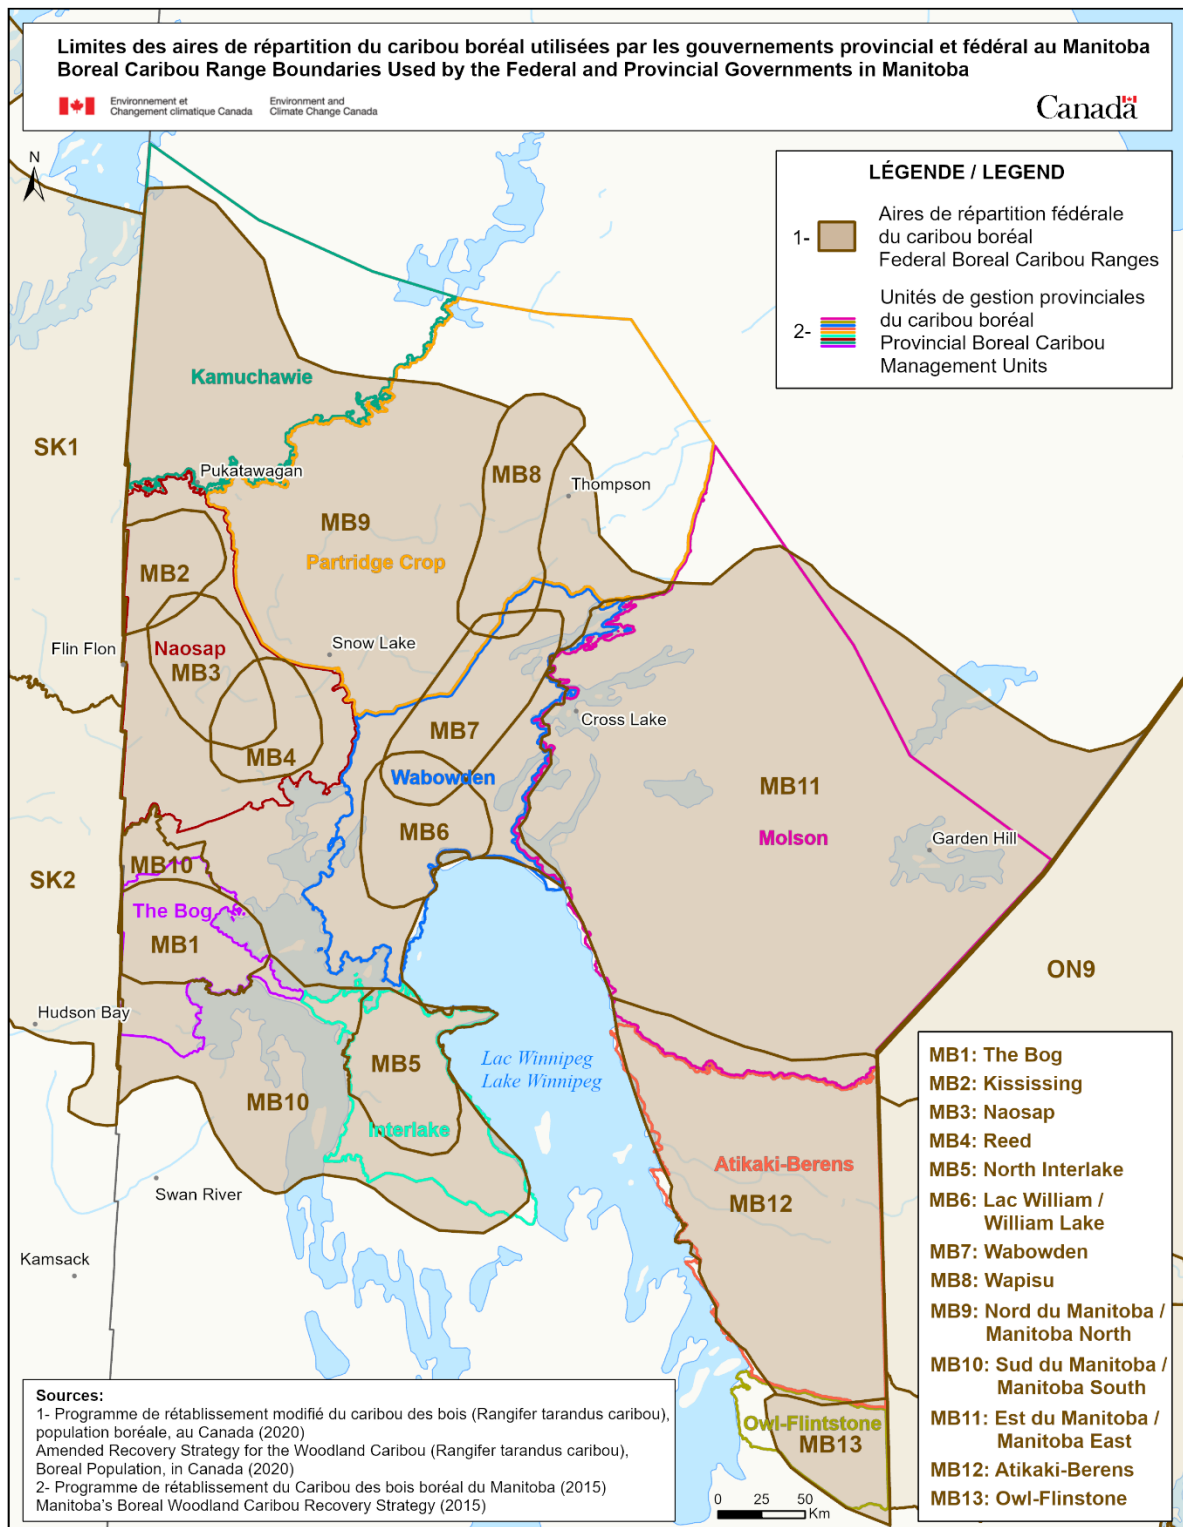 Limites des aires de répartition du caribou boréal utilisées par les gouvernements provincial et fédéral au Manitoba
Boreal Caribou Range Boundaries Used by the Federal and Provincial Governments in Manitoba
Environnement et
Changement climatique Canada
Environment and
Climate Change Canada
Canada
N
LÉGENDE / LEGEND
1-
Aires de répartition fédérale
du caribou boréal
Federal Boreal Caribou Ranges
2-
Unités de gestion provinciales
du caribou boréal
Provincial Boreal Caribou
Management Units
Kamuchawie
SK1
Pukatawagan
MB8
Thompson
MB9
Partridge Crop
MB2
Flin Flon
Naosap
MB3
Snow Lake
Cross Lake
MB7
MB4
Wabowden
MB11
MB6
Molson
Garden Hill
MB10
SK2
The Bog
MB1
ON9
Hudson Bay
MB5
Lac Winnipeg
Lake Winnipeg
MB10
Interlake
Atikaki-Berens
Swan River
MB12
Kamsack
Owl-Flintstone
MB13
MB1: The Bog
MB2: Kississing
MB3: Naosap
MB4: Reed
MB5: North Interlake
MB6: Lac William /
William Lake
MB7: Wabowden
MB8: Wapisu
MB9: Nord du Manitoba /
Manitoba North
MB10: Sud du Manitoba /
Manitoba South
MB11: Est du Manitoba /
Manitoba East
MB12: Atikaki-Berens
MB13: Owl-Flinstone
Sources:
1- Programme de rétablissement modifié du caribou des bois (Rangifer tarandus caribou),
population boréale, au Canada (2020)
Amended Recovery Strategy for the Woodland Caribou (Rangifer tarandus caribou),
Boreal Population, in Canada (2020)
2- Programme de rétablissement du Caribou des bois boréal du Manitoba (2015)
Manitoba's Boreal Woodland Caribou Recovery Strategy (2015)
0 25 50
Km